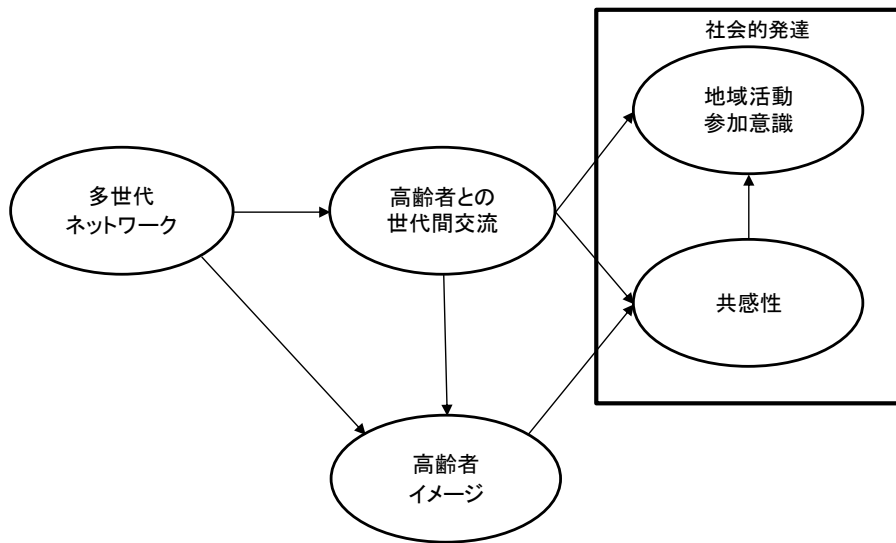 社会的発達
地域活動
参加意識
多世代
ネットワーク
高齢者との
世代間交流
共感性
高齢者
イメージ